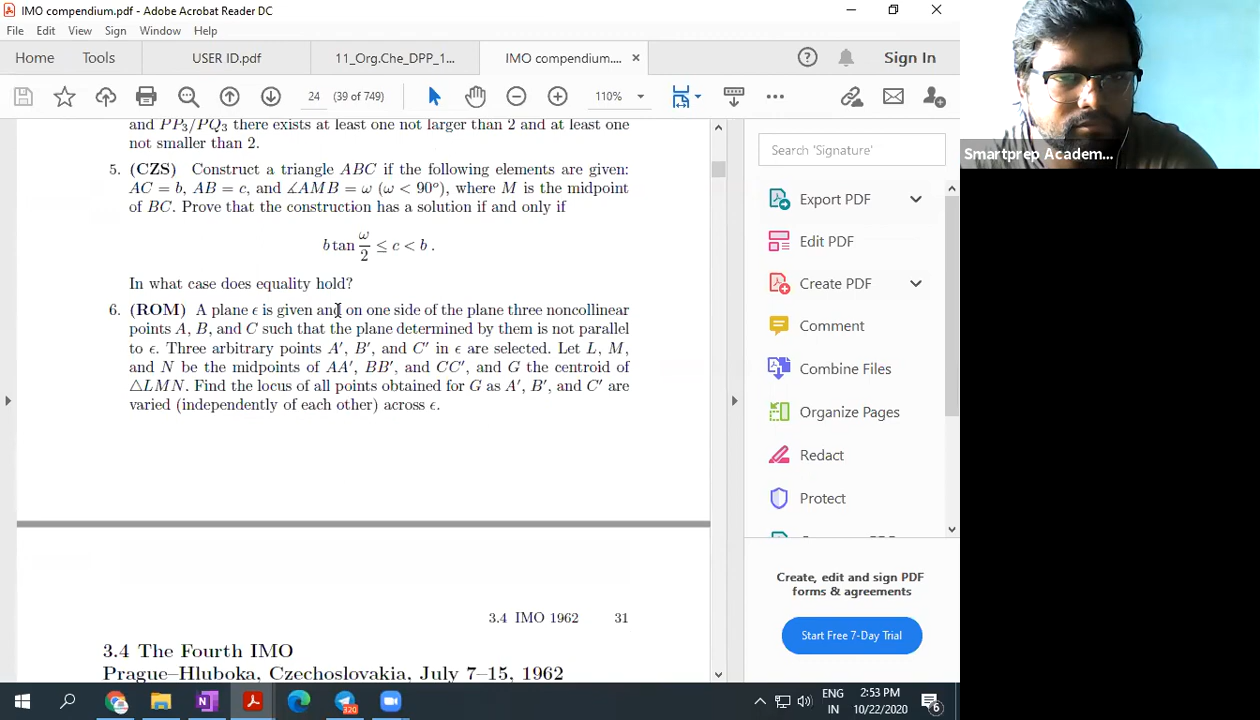 IMO compendium.pdf - Adobe Acrobat Reader DC
File Edit View Sign Window Help
Home Tools USER ID.pdf 11_Org.Che_DPP_1... IMO compendium.... × Sign In
24 (39 of 749) 110%
and PP₃/PQ₃ there exists at least one not larger than 2 and at least one
not smaller than 2.
5. (CZS) Construct a triangle ABC if the following elements are given:
AC = b, AB = c, and ∡AMB = ω (ω < 90°), where M is the midpoint
of BC. Prove that the construction has a solution if and only if
b tan ω/2 ≤ c < b .
In what case does equality hold?
6. (ROM) A plane ϵ is given and on one side of the plane three noncollinear
points A, B, and C such that the plane determined by them is not parallel
to ϵ. Three arbitrary points A′, B′, and C′ in ϵ are selected. Let L, M,
and N be the midpoints of AA′, BB′, and CC′, and G the centroid of
△LMN. Find the locus of all points obtained for G as A′, B′, and C′ are
varied (independently of each other) across ϵ.
3.4 IMO 1962 31
3.4 The Fourth IMO
Prague–Hluboka, Czechoslovakia, July 7–15, 1962
Search 'Signature'
Export PDF
Edit PDF
Create PDF
Comment
Combine Files
Organize Pages
Redact
Protect
Create, edit and sign PDF
forms & agreements
Start Free 7-Day Trial
Smartprep Academ...
320
ENG
IN
2:53 PM
10/22/2020
6